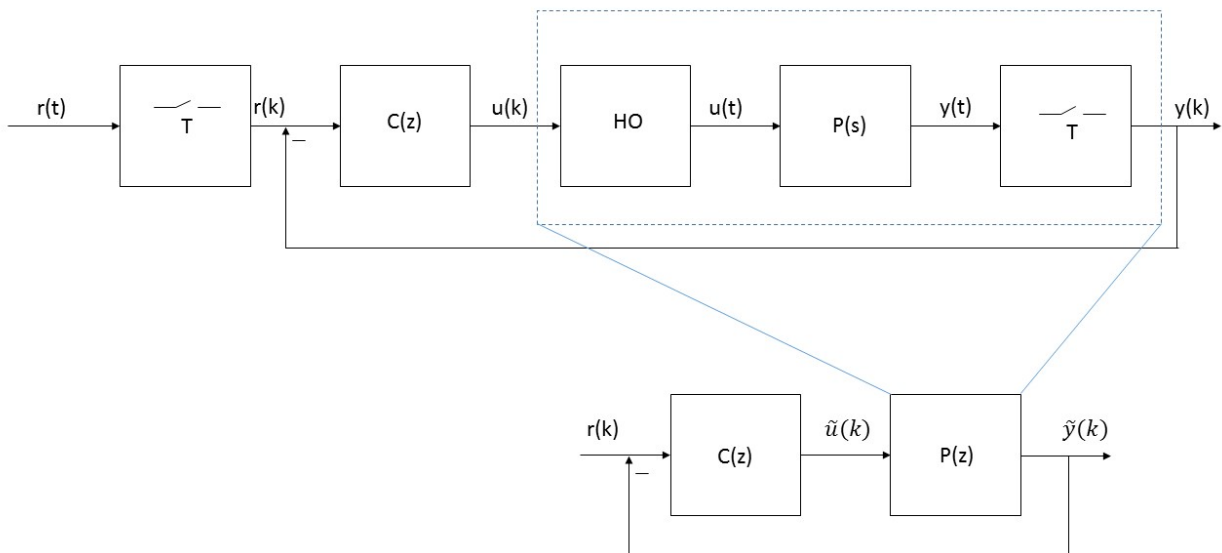 r(t)
T
r(k)
_
C(z)
u(k)
HO
u(t)
P(s)
y(t)
T
y(k)
r(k)
_
C(z)
ũ(k)
P(z)
ỹ(k)